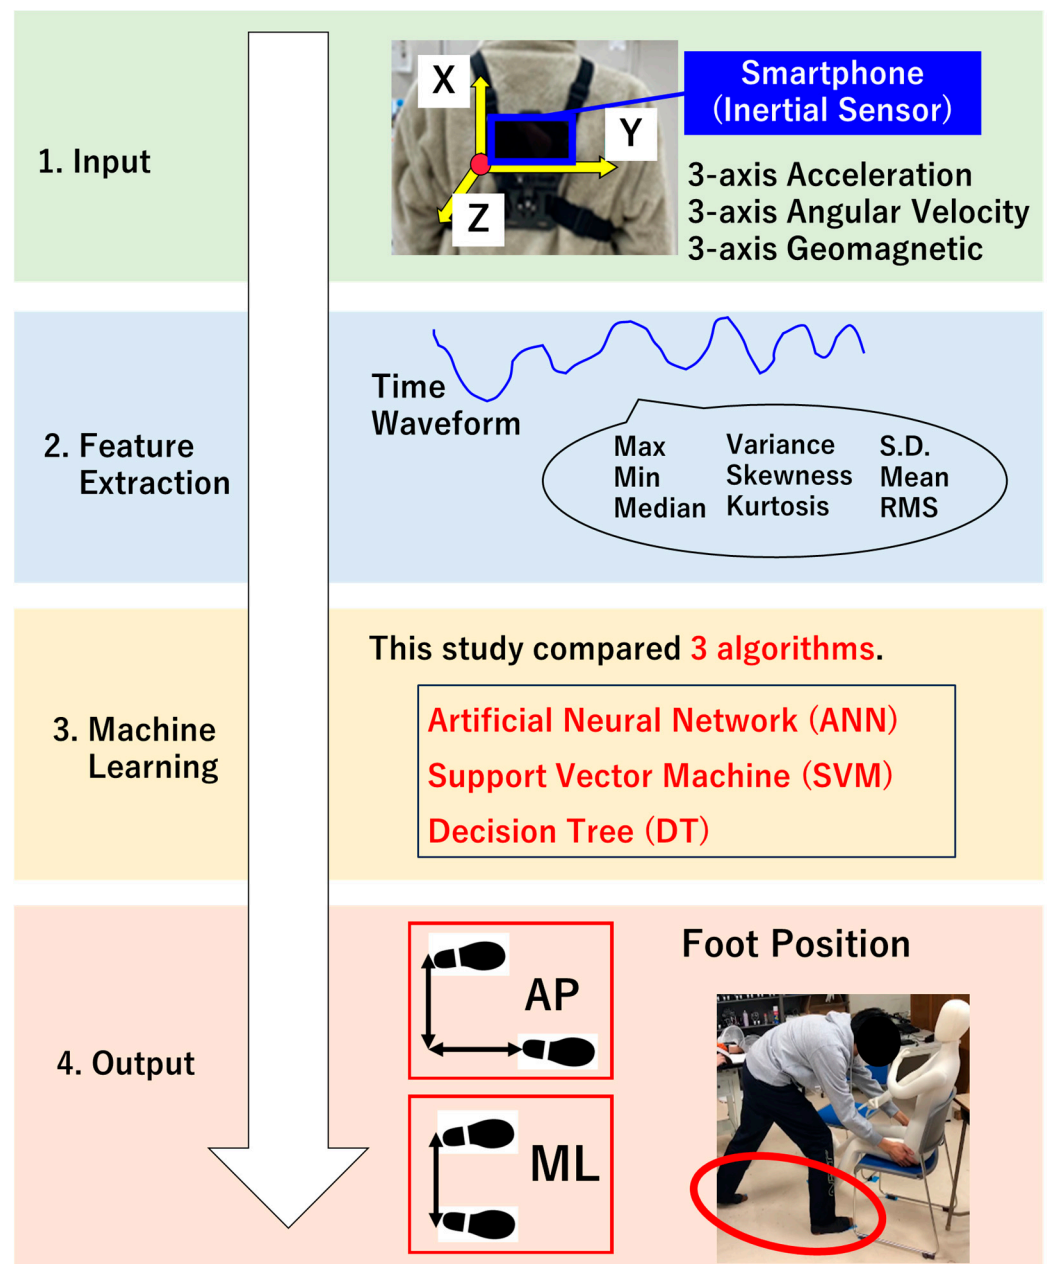 1. Input
X
Y
Z
Smartphone
(Inertial Sensor)
3-axis Acceleration
3-axis Angular Velocity
3-axis Geomagnetic
2. Feature
Extraction
Time
Waveform
Max
Variance
S.D.
Min
Skewness
Mean
Median
Kurtosis
RMS
3. Machine
Learning
This study compared 3 algorithms.
Artificial Neural Network (ANN)
Support Vector Machine (SVM)
Decision Tree (DT)
4. Output
AP
ML
Foot Position